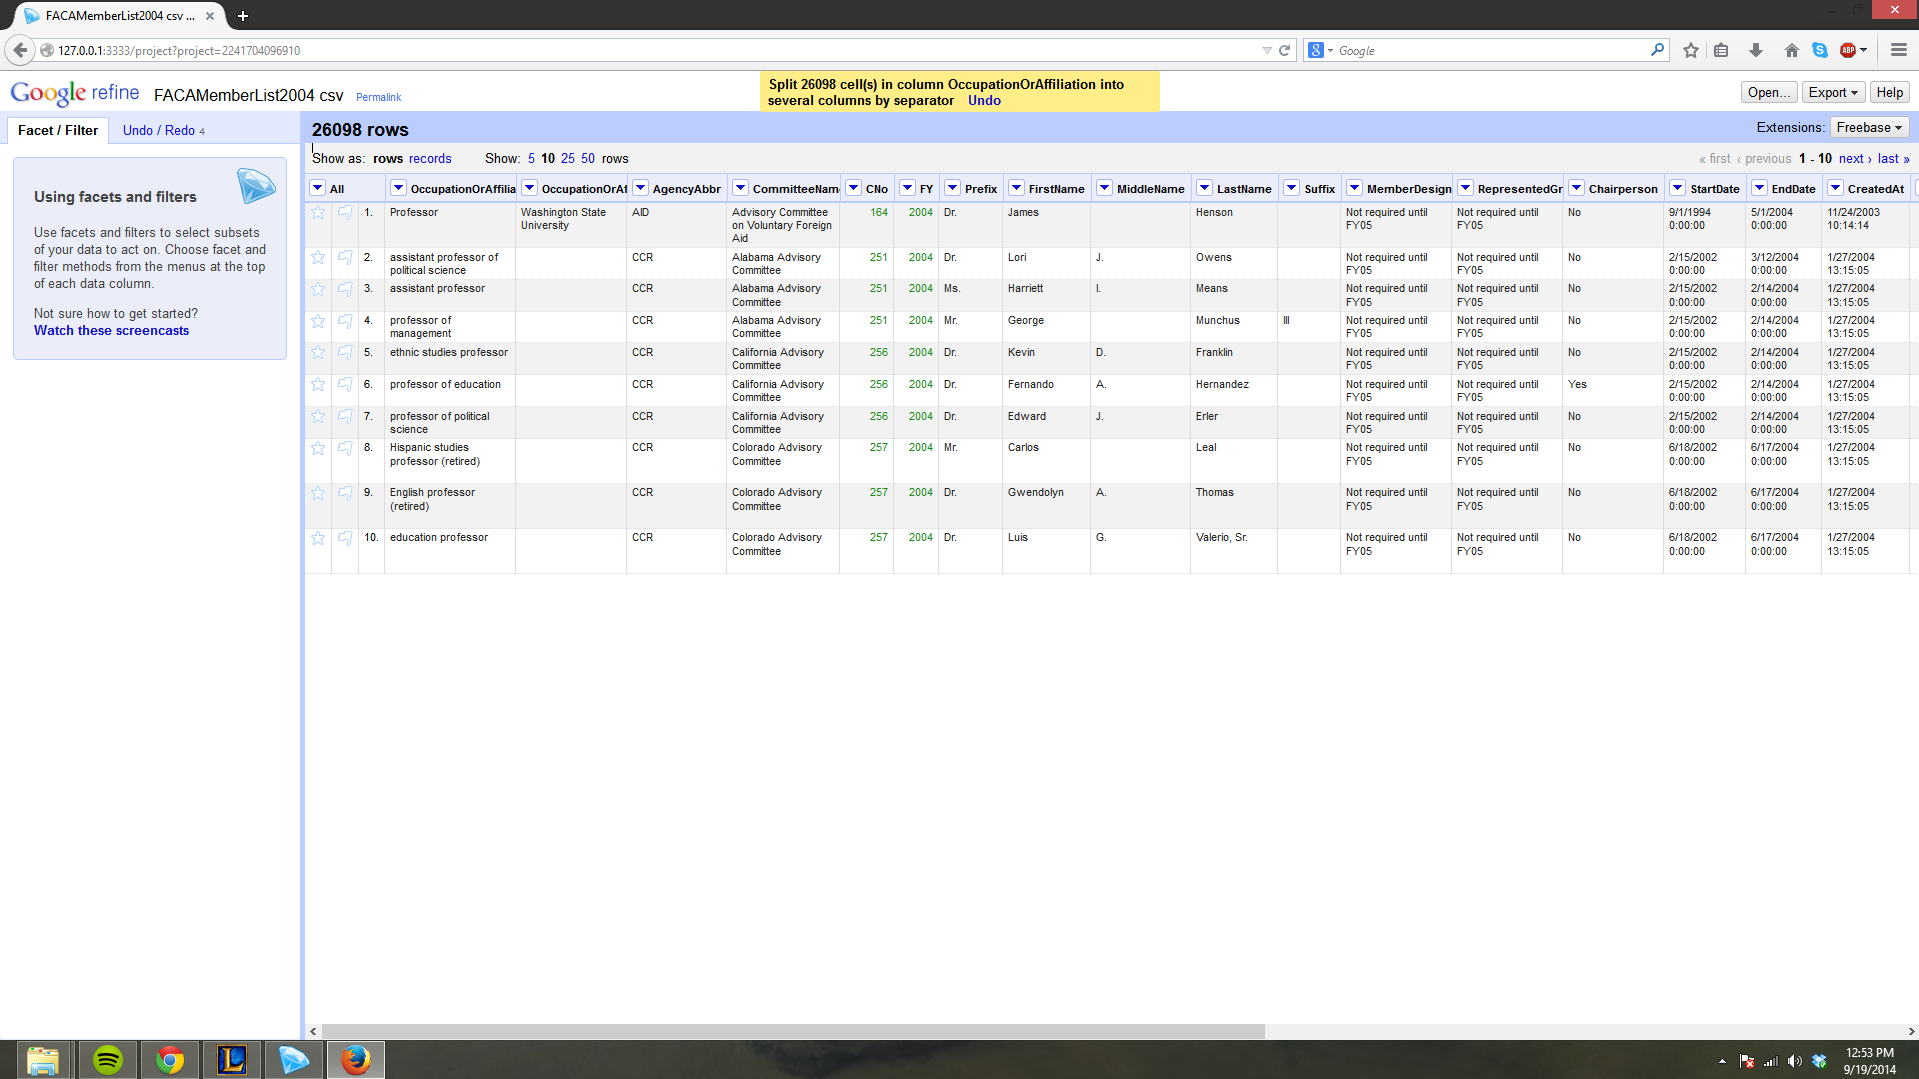 FACAMemberList2004 csv ...
127.0.0.1:3333/project?project=2241704096910
Google
ABP
Google refine FACAMemberList2004 csv Permalink
Split 26098 cell(s) in column OccupationOrAffiliation into
several columns by separator Undo
Open... Export Help
Facet / Filter Undo / Redo 4
26098 rows
Extensions: Freebase
Show as: rows records Show: 5 10 25 50 rows
« first ‹ previous 1 - 10 next › last »
Using facets and filters
Use facets and filters to select subsets
of your data to act on. Choose facet and
filter methods from the menus at the top
of each data column.
Not sure how to get started?
Watch these screencasts
All OccupationOrAffilia OccupationOrAf AgencyAbbr CommitteeNam CNo FY Prefix FirstName MiddleName LastName Suffix MemberDesign RepresentedGr Chairperson StartDate EndDate CreatedAt
1. Professor Washington State AID Advisory Committee 164 2004 Dr. James Henson Not required until Not required until No 9/1/1994 5/1/2004 11/24/2003
University on Voluntary Foreign FY05 FY05 0:00:00 0:00:00 10:14:14
Aid
2. assistant professor of CCR Alabama Advisory 251 2004 Dr. Lori J. Owens Not required until Not required until No 2/15/2002 3/12/2004 1/27/2004
political science Committee FY05 FY05 0:00:00 0:00:00 13:15:05
3. assistant professor CCR Alabama Advisory 251 2004 Ms. Harriett I. Means Not required until Not required until No 2/15/2002 2/14/2004 1/27/2004
Committee FY05 FY05 0:00:00 0:00:00 13:15:05
4. professor of CCR Alabama Advisory 251 2004 Mr. George Munchus III Not required until Not required until No 2/15/2002 2/14/2004 1/27/2004
management Committee FY05 FY05 0:00:00 0:00:00 13:15:05
5. ethnic studies professor CCR California Advisory 256 2004 Dr. Kevin D. Franklin Not required until Not required until No 2/15/2002 2/14/2004 1/27/2004
Committee FY05 FY05 0:00:00 0:00:00 13:15:05
6. professor of education CCR California Advisory 256 2004 Dr. Fernando A. Hernandez Not required until Not required until Yes 2/15/2002 2/14/2004 1/27/2004
Committee FY05 FY05 0:00:00 0:00:00 13:15:05
7. professor of political CCR California Advisory 256 2004 Dr. Edward J. Erler Not required until Not required until No 2/15/2002 2/14/2004 1/27/2004
science Committee FY05 FY05 0:00:00 0:00:00 13:15:05
8. Hispanic studies CCR Colorado Advisory 257 2004 Mr. Carlos Leal Not required until Not required until No 6/18/2002 6/17/2004 1/27/2004
professor (retired) Committee FY05 FY05 0:00:00 0:00:00 13:15:05
9. English professor CCR Colorado Advisory 257 2004 Dr. Gwendolyn A. Thomas Not required until Not required until No 6/18/2002 6/17/2004 1/27/2004
(retired) Committee FY05 FY05 0:00:00 0:00:00 13:15:05
10. education professor CCR Colorado Advisory 257 2004 Dr. Luis G. Valerio, Sr. Not required until Not required until No 6/18/2002 6/17/2004 1/27/2004
Committee FY05 FY05 0:00:00 0:00:00 13:15:05
12:53 PM
9/19/2014